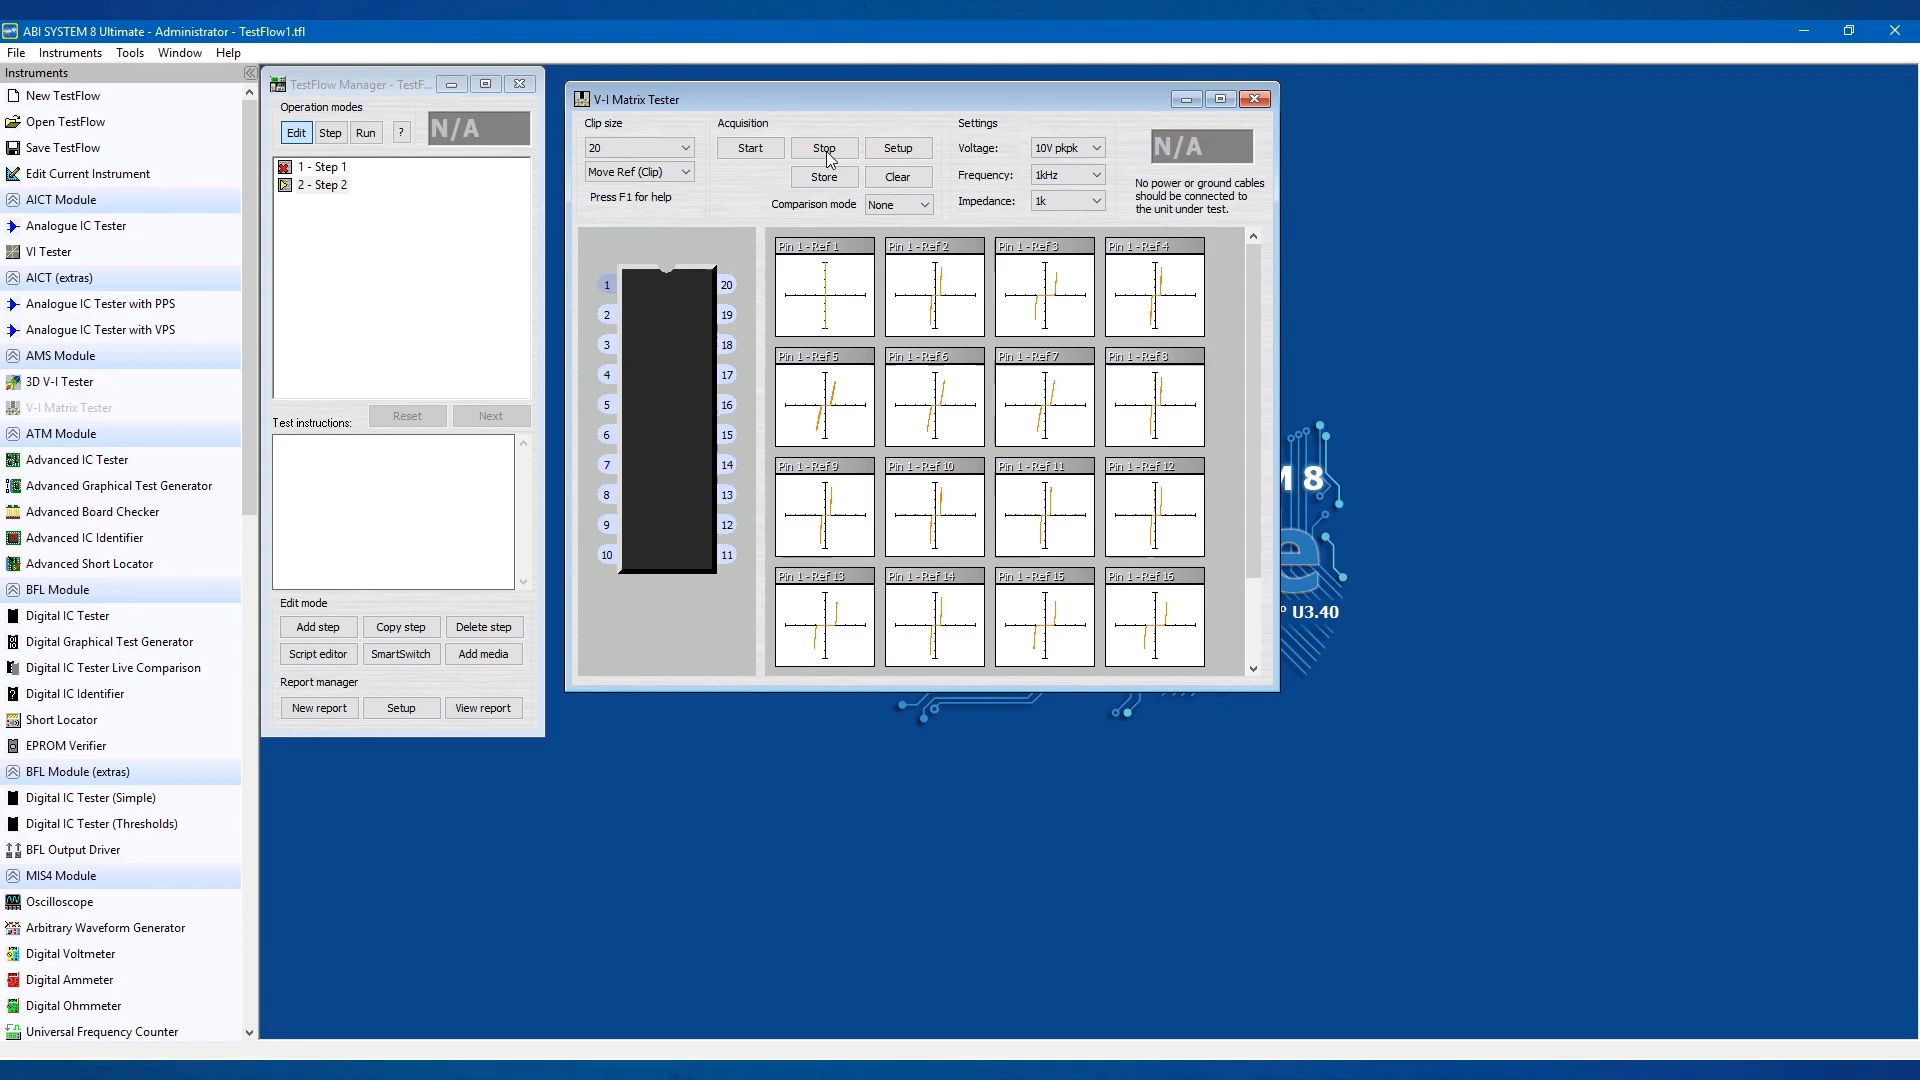 ABI SYSTEM 8 Ultimate - Administrator - TestFlow1.tfl
File Instruments Tools Window Help
Instruments
New TestFlow
Open TestFlow
Save TestFlow
Edit Current Instrument
AICT Module
Analogue IC Tester
VI Tester
AICT (extras)
Analogue IC Tester with PPS
Analogue IC Tester with VPS
AMS Module
3D V-I Tester
V-I Matrix Tester
ATM Module
Advanced IC Tester
Advanced Graphical Test Generator
Advanced Board Checker
Advanced IC Identifier
Advanced Short Locator
BFL Module
Digital IC Tester
Digital Graphical Test Generator
Digital IC Tester Live Comparison
Digital IC Identifier
Short Locator
EPROM Verifier
BFL Module (extras)
Digital IC Tester (Simple)
Digital IC Tester (Thresholds)
BFL Output Driver
MIS4 Module
Oscilloscope
Arbitrary Waveform Generator
Digital Voltmeter
Digital Ammeter
Digital Ohmmeter
Universal Frequency Counter
TestFlow Manager - TestF...
Operation modes
Edit Step Run ? N/A
1 - Step 1
2 - Step 2
Test instructions: Reset Next
Edit mode
Add step Copy step Delete step
Script editor SmartSwitch Add media
Report manager
New report Setup View report
V-I Matrix Tester
Clip size
20
Move Ref (Clip)
Press F1 for help
Acquisition
Start Stop Setup
Store Clear
Comparison mode None
Settings
Voltage: 10V pkpk
Frequency: 1kHz
Impedance: 1k
N/A
No power or ground cables
should be connected to
the unit under test.
1 20
2 19
3 18
4 17
5 16
6 15
7 14
8 13
9 12
10 11
Pin 1 - Ref 1 Pin 1 - Ref 2 Pin 1 - Ref 3 Pin 1 - Ref 4
Pin 1 - Ref 5 Pin 1 - Ref 6 Pin 1 - Ref 7 Pin 1 - Ref 8
Pin 1 - Ref 9 Pin 1 - Ref 10 Pin 1 - Ref 11 Pin 1 - Ref 12
Pin 1 - Ref 13 Pin 1 - Ref 14 Pin 1 - Ref 15 Pin 1 - Ref 16
M 8
e
U3.40